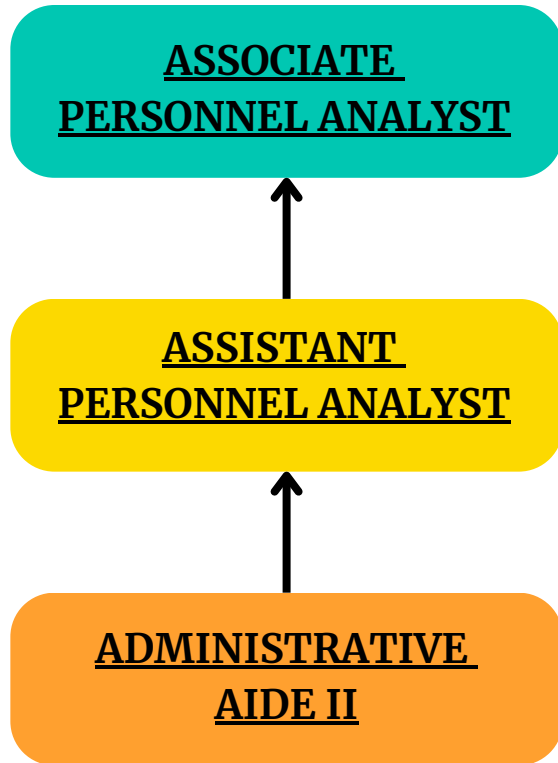 ASSOCIATE
PERSONNEL ANALYST
ASSISTANT
PERSONNEL ANALYST
ADMINISTRATIVE
AIDE II